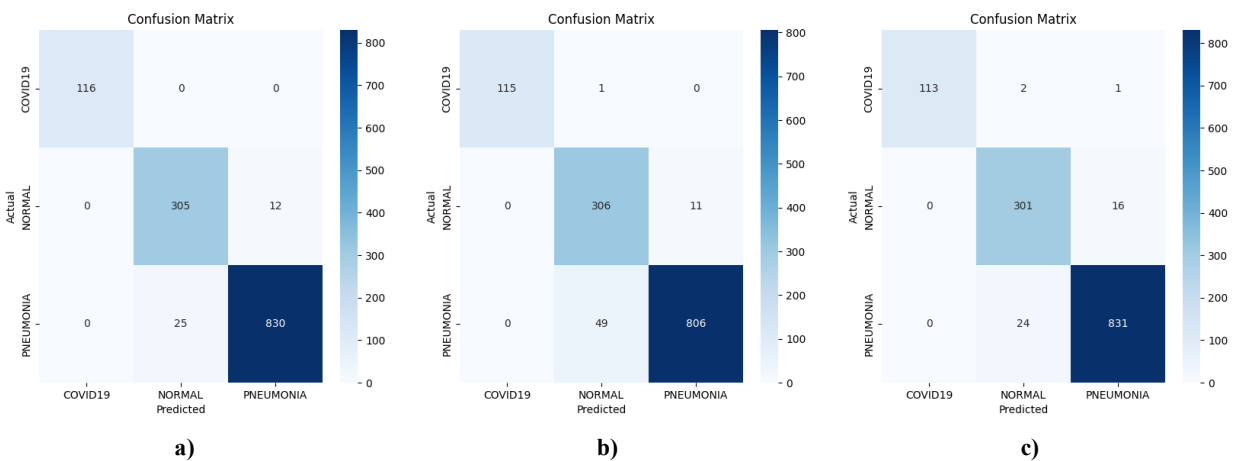 Confusion Matrix
COVID19
NORMAL
PNEUMONIA
Actual
116 0 0
0 305 12
0 25 830
COVID19 NORMAL PNEUMONIA
Predicted
800
700
600
500
400
300
200
100
0
a)
Confusion Matrix
COVID19
NORMAL
PNEUMONIA
Actual
115 1 0
0 306 11
0 49 806
COVID19 NORMAL PNEUMONIA
Predicted
800
700
600
500
400
300
200
100
0
b)
Confusion Matrix
COVID19
NORMAL
PNEUMONIA
Actual
113 2 1
0 301 16
0 24 831
COVID19 NORMAL PNEUMONIA
Predicted
800
700
600
500
400
300
200
100
0
c)